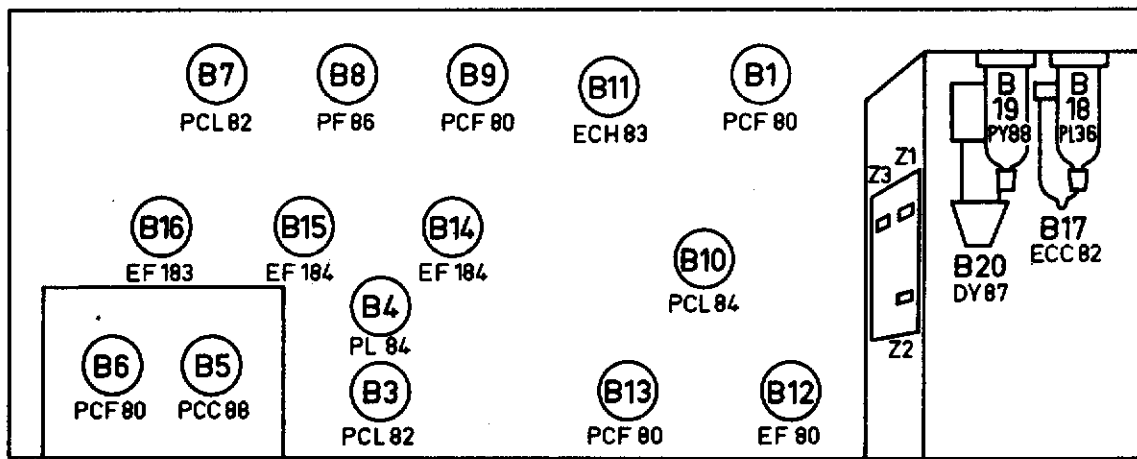 B7
PCL 82
B8
PF 86
B9
PCF 80
B11
ECH 83
B1
PCF 80
B
19
PY88
B
18
PL36
Z1
Z3
Z2
B16
EF 183
B15
EF 184
B14
EF 184
B10
PCL 84
B17
ECC 82
B20
DY 87
B4
PL 84
B6
PCF 80
B5
PCC 88
B3
PCL 82
B13
PCF 80
B12
EF 80